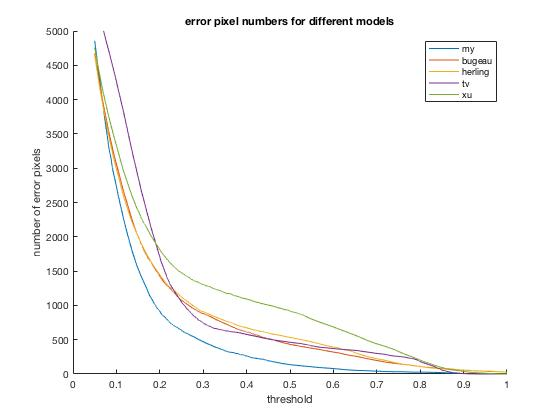 error pixel numbers for different models
5000
4500
4000
3500
3000
2500
2000
1500
1000
500
0
number of error pixels
my
bugeau
herling
tv
xu
0 0.1 0.2 0.3 0.4 0.5 0.6 0.7 0.8 0.9 1
threshold